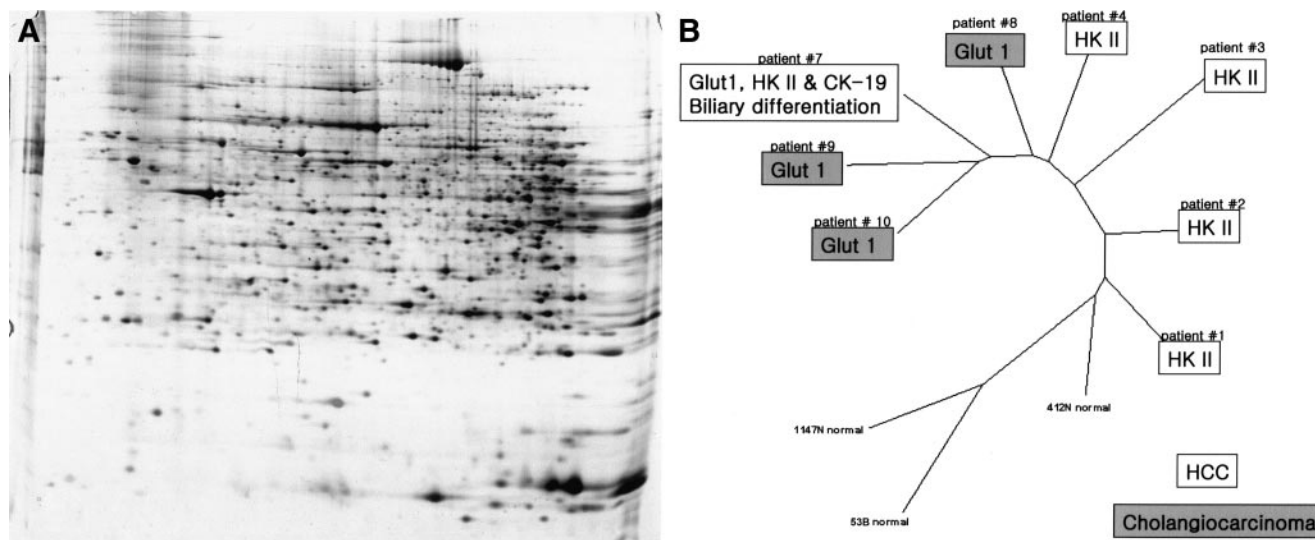 A
B
patient #8
Glut 1
patient #4
HK II
patient #3
HK II
patient #7
Glut1, HK II & CK-19
Biliary differentiation
patient #9
Glut 1
patient # 10
Glut 1
patient #2
HK II
patient #1
HK II
412N normal
1147N normal
53B normal
HCC
Cholangiocarcinoma